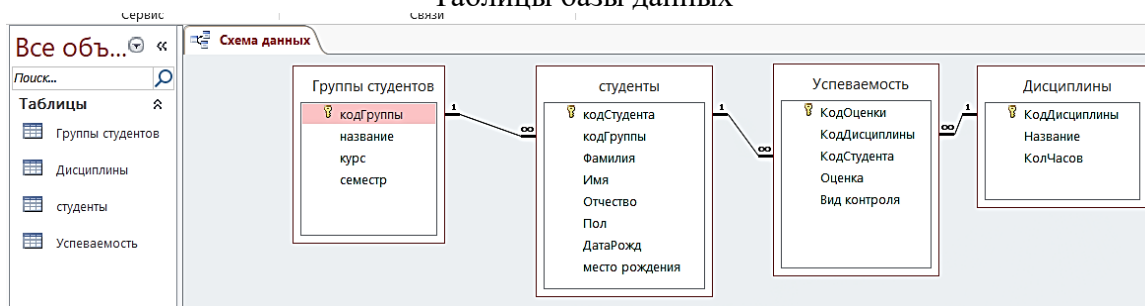 Таблицы базы данных
Сервис
Связи
Все объ... «
Поиск...
Таблицы
Группы студентов
Дисциплины
студенты
Успеваемость
Схема данных
Группы студентов
кодГруппы
название
курс
семестр
1
∞
студенты
кодСтудента
кодГруппы
Фамилия
Имя
Отчество
Пол
ДатаРожд
место рождения
1
∞
Успеваемость
КодОценки
КодДисциплины
КодСтудента
Оценка
Вид контроля
∞
1
Дисциплины
КодДисциплины
Название
КолЧасов